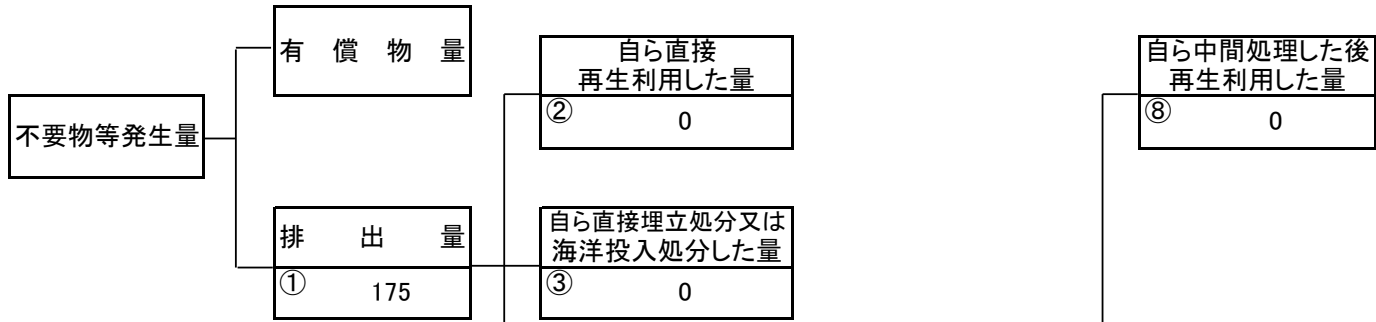 有償物量
自ら直接
再生利用した量
②
0
自ら中間処理した後
再生利用した量
⑧
0
不要物等発生量
排出量
①
175
自ら直接埋立処分又は
海洋投入処分した量
③
0